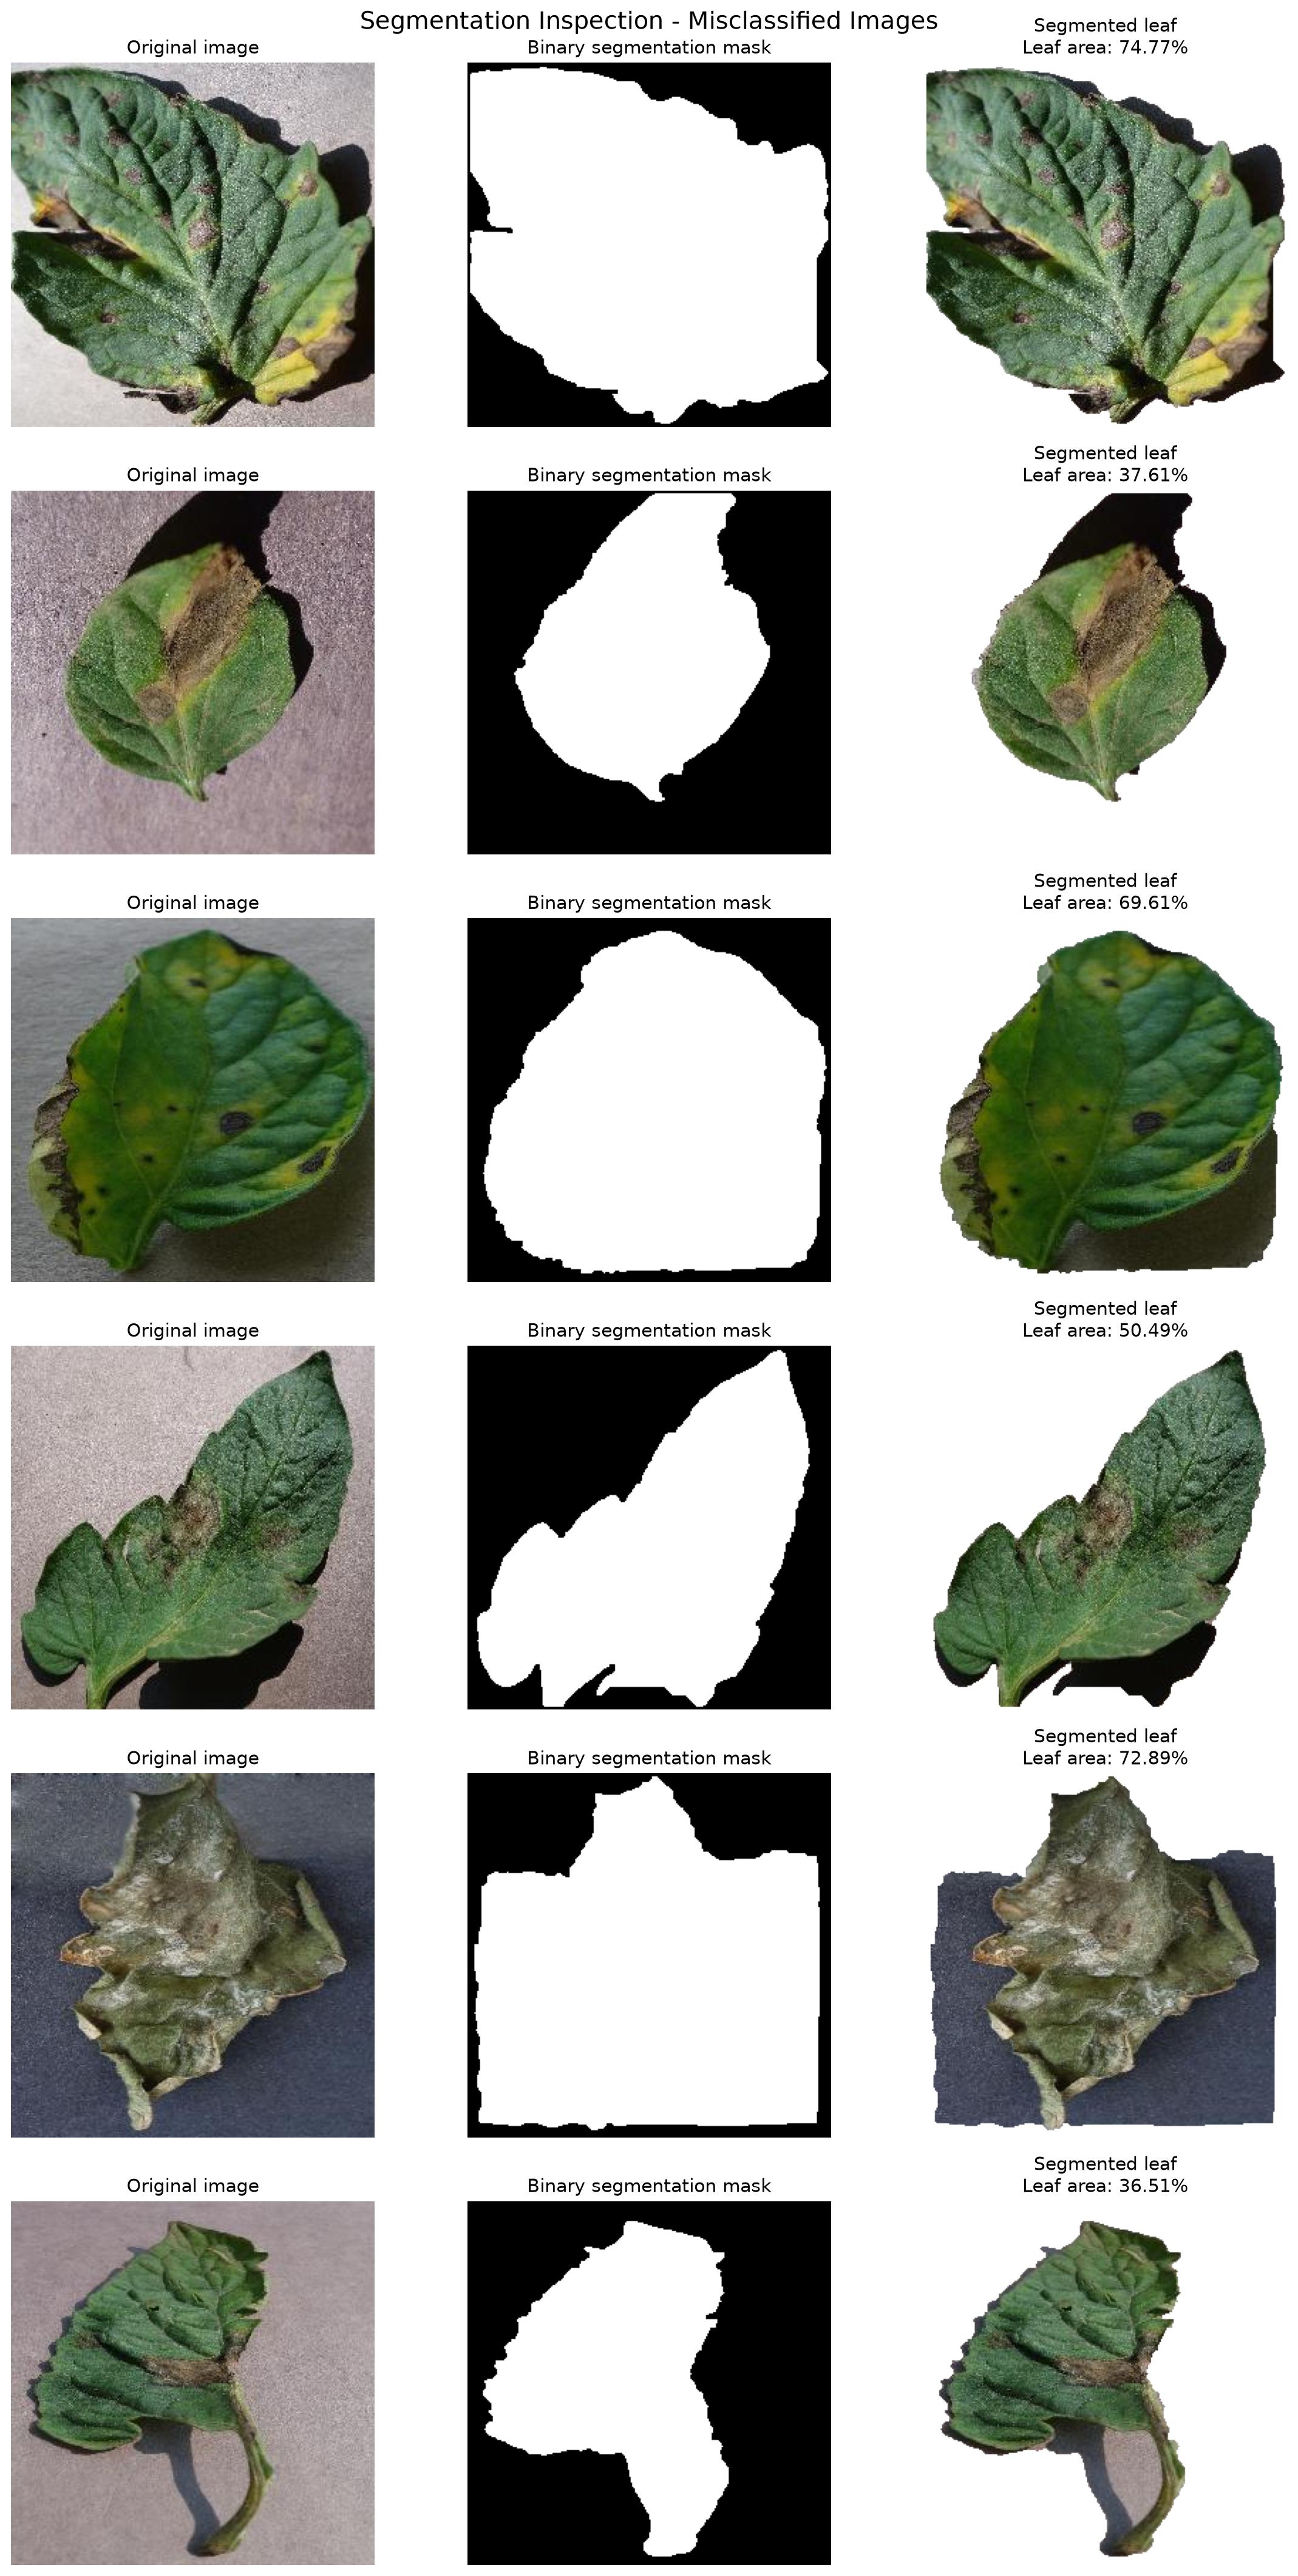 Segmentation Inspection - Misclassified Images
Original image
Binary segmentation mask
Segmented leaf
Leaf area: 74.77%
Original image
Binary segmentation mask
Segmented leaf
Leaf area: 37.61%
Original image
Binary segmentation mask
Segmented leaf
Leaf area: 69.61%
Original image
Binary segmentation mask
Segmented leaf
Leaf area: 50.49%
Original image
Binary segmentation mask
Segmented leaf
Leaf area: 72.89%
Original image
Binary segmentation mask
Segmented leaf
Leaf area: 36.51%